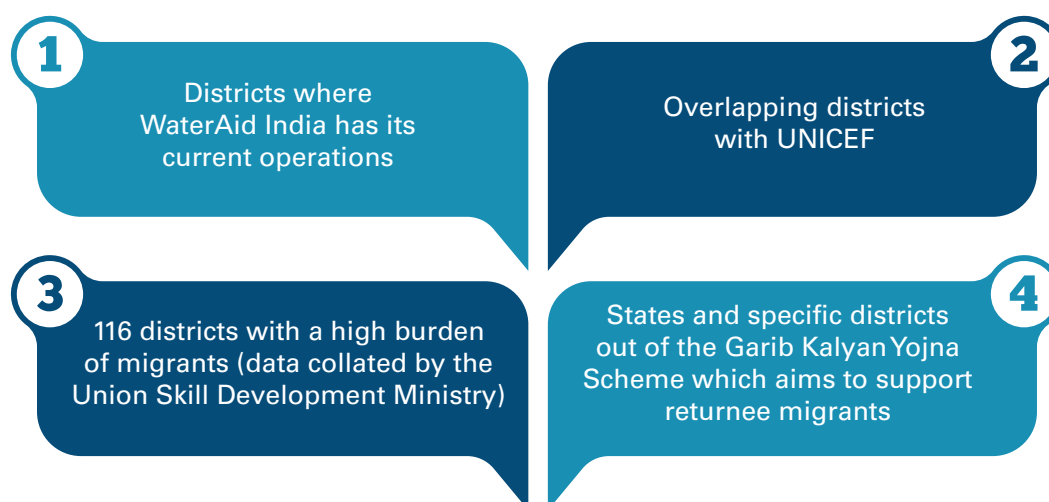 1
Districts where
WaterAid India has its
current operations
2
Overlapping districts
with UNICEF
3
116 districts with a high burden
of migrants (data collated by the
Union Skill Development Ministry)
4
States and specific districts
out of the Garib Kalyan Yojna
Scheme which aims to support
returnee migrants